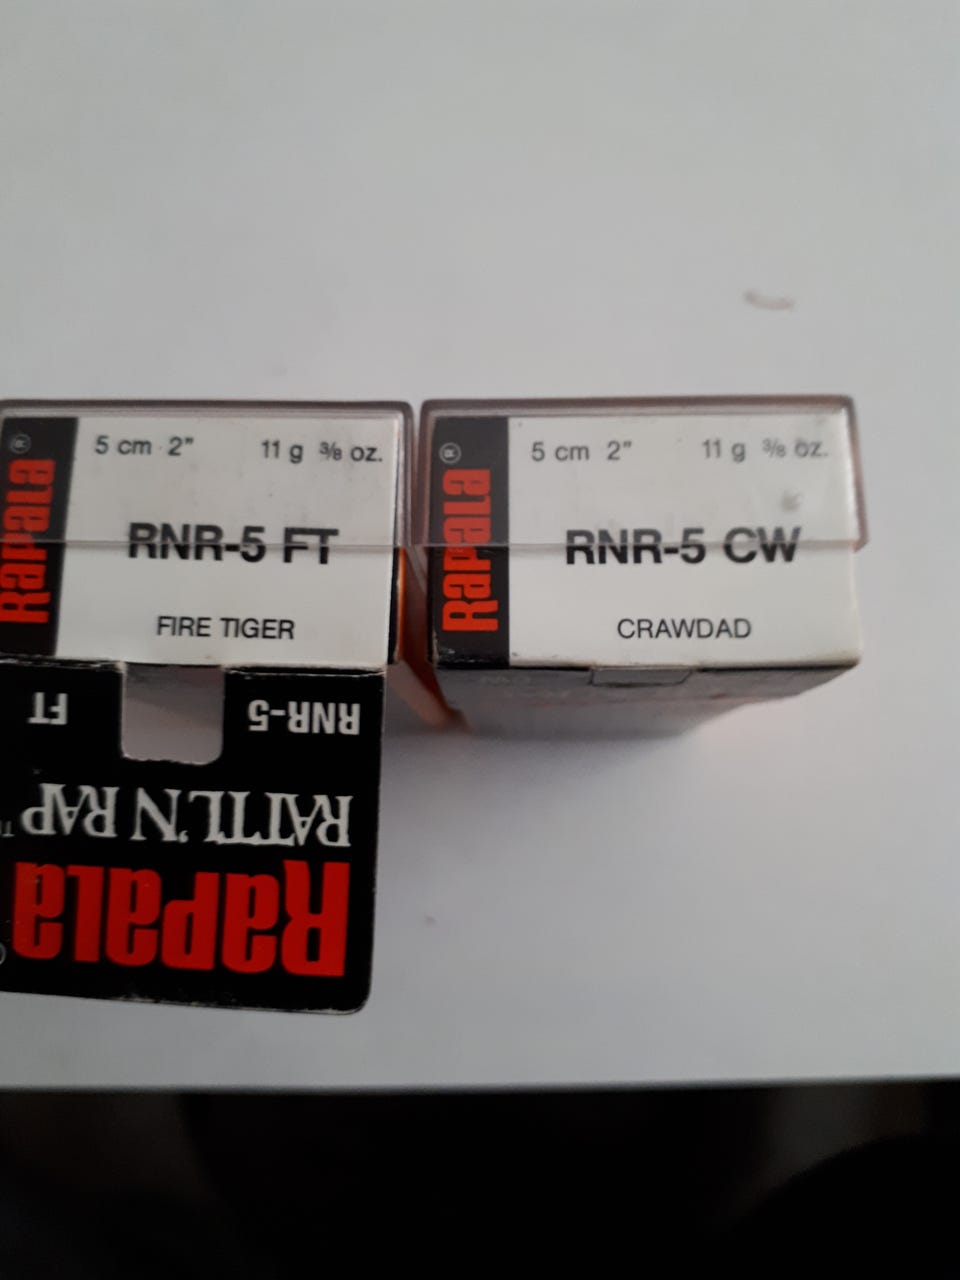 RAPALA®
5 cm 2" 11 g ⅜ oz.
RNR-5 FT
FIRE TIGER
RNR-5 FT
RATTL'N RAP™
RAPALA
RAPALA®
5 cm 2" 11 g ⅜ oz.
RNR-5 CW
CRAWDAD